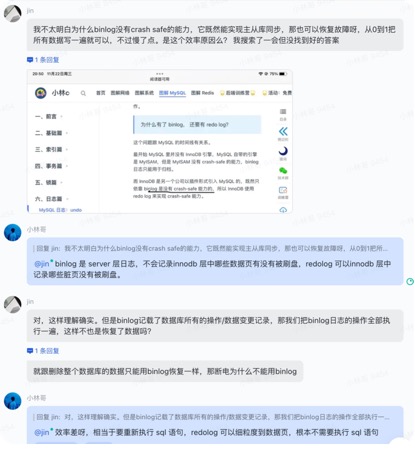 jin
我不太明白为什么binlog没有crash safe的能力，它既然能实现主从库同步，那也可以恢复故障呀，从0到1把
所有数据写一遍就可以，不过慢了点。是这个效率原因么？ 我搜索了一会但没找到好的答案
1 条回复
小林c
首页 图解网络 图解系统 图解 MySQL 图解 Redis
作。
一、前言
二、基础篇
三、索引篇
四、事务篇
五、锁篇
六、日志篇
MySQL 日志：undo
为什么有了 binlog， 还要有 redo log？
这个问题跟 MySQL 的时间线有关系。
最开始 MySQL 里并没有 InnoDB 引擎，MySQL 自带的引擎
是 MyISAM，但是 MyISAM 没有 crash-safe 的能力，binlog
日志只能用于归档。
而 InnoDB 是另一个公司以插件形式引入 MySQL 的，既然只
依靠 binlog 是没有 crash-safe 能力的，所以 InnoDB 使用
redo log 来实现 crash-safe 能力。
小林哥
回复 jin: 我不太明白为什么binlog没有crash safe的能力，它既然能实现主从库同步，那也可以恢复故障呀，从0到1把所...
@jin binlog 是 server 层日志，不会记录innodb 层中哪些数据页有没有被刷盘，redolog 可以innodb 层中
记录哪些脏页没有被刷盘。
jin
对，这样理解确实。但是binlog记载了数据库所有的操作/数据变更记录，那我们把binlog日志的操作全部执
行一遍，这样不也是恢复了数据吗？
1 条回复
就跟删除整个数据库的数据只能用binlog恢复一样，那断电为什么不能用binlog
小林哥
回复 jin: 对，这样理解确实。但是binlog记载了数据库所有的操作/数据变更记录，那我们把binlog日志的操作全部执行一...
@jin 效率差呀，相当于要重新执行 sql 语句，redolog 可以细粒度到数据页，根本不需要执行 sql 语句